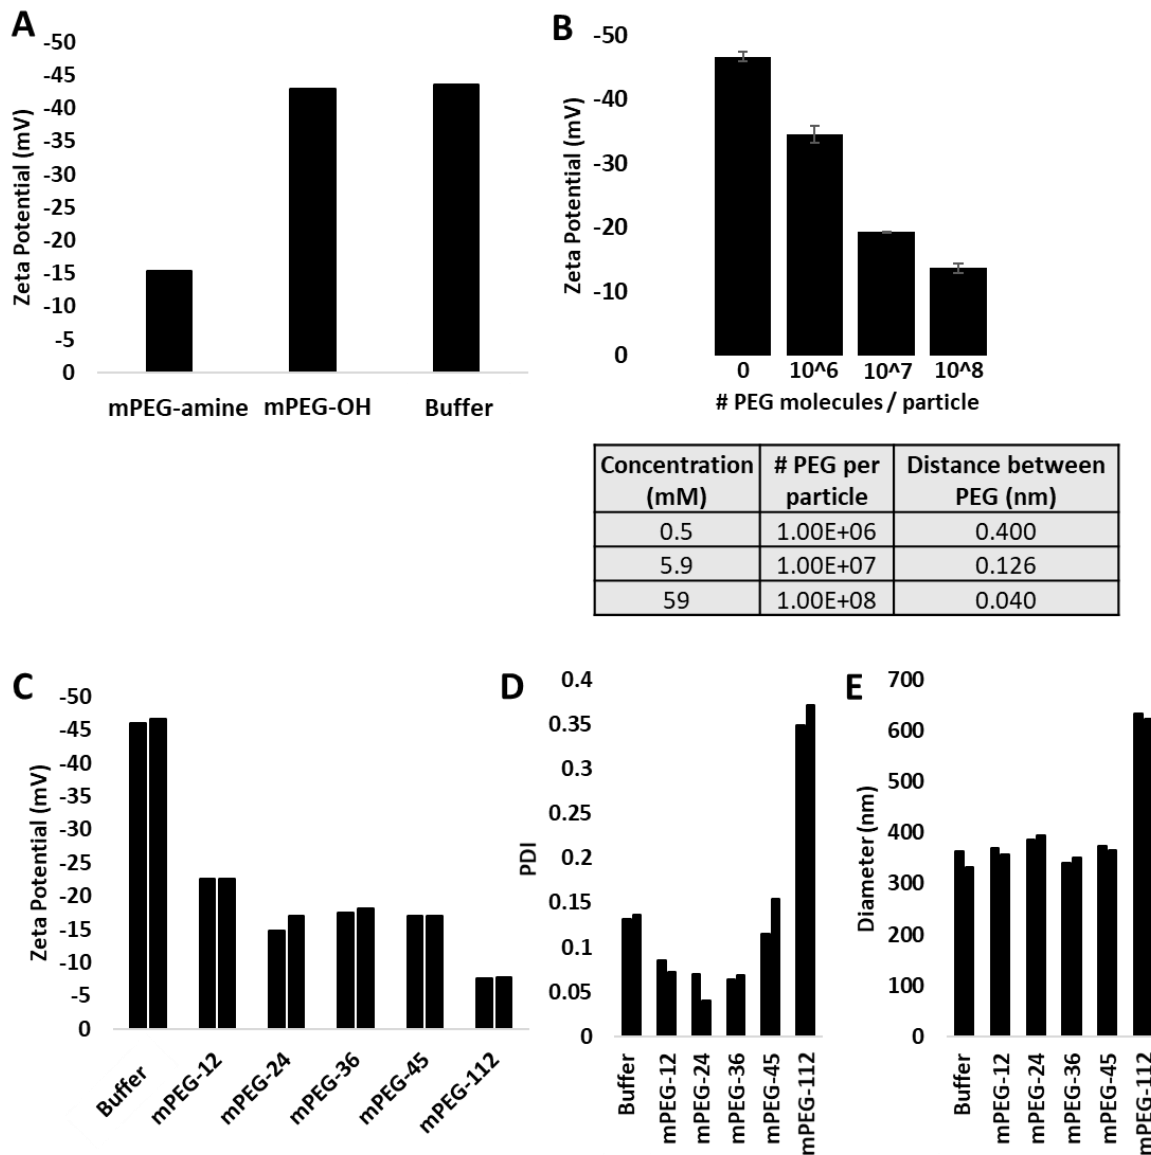 A
-50
-45
-40
-35
-30
-25
-20
-15
-10
-5
0
Zeta Potential (mV)
mPEG-amine mPEG-OH Buffer
B
-50
-40
-30
-20
-10
0
Zeta Potential (mV)
0 10^6 10^7 10^8
# PEG molecules / particle
Concentration (mM) # PEG per particle Distance between PEG (nm)
0.5 1.00E+06 0.400
5.9 1.00E+07 0.126
59 1.00E+08 0.040
C
-50
-45
-40
-35
-30
-25
-20
-15
-10
-5
0
Zeta Potential (mV)
Buffer mPEG-12 mPEG-24 mPEG-36 mPEG-45 mPEG-112
D
0.4
0.35
0.3
0.25
0.2
0.15
0.1
0.05
0
PDI
Buffer mPEG-12 mPEG-24 mPEG-36 mPEG-45 mPEG-112
E
700
600
500
400
300
200
100
0
Diameter (nm)
Buffer mPEG-12 mPEG-24 mPEG-36 mPEG-45 mPEG-112